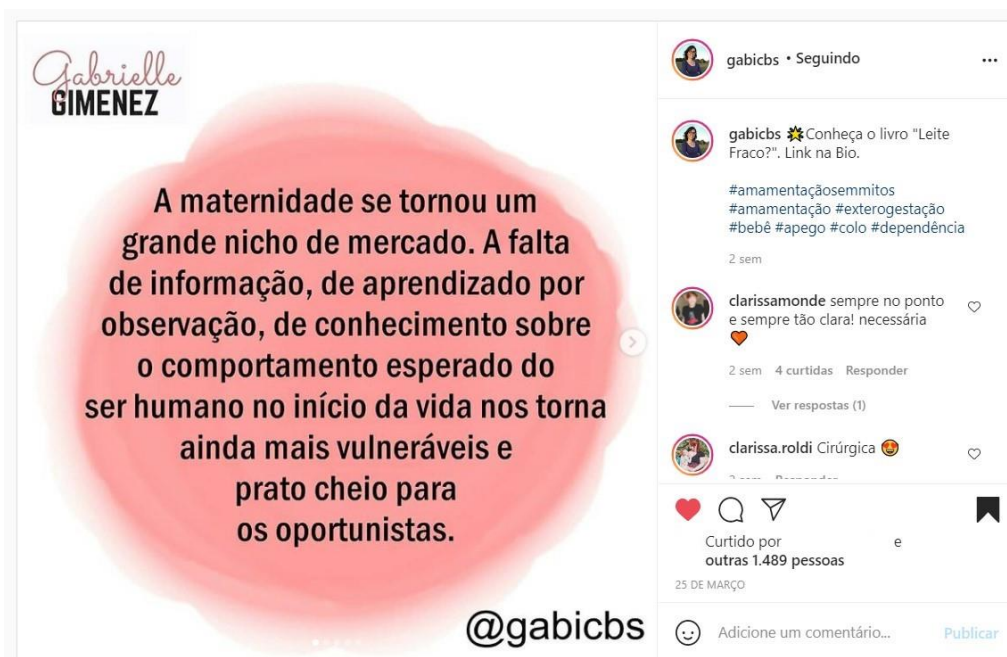 Gabrielle
GIMENEZ
A maternidade se tornou um
grande nicho de mercado. A falta
de informação, de aprendizado por
observação, de conhecimento sobre
o comportamento esperado do
ser humano no início da vida nos torna
ainda mais vulneráveis e
prato cheio para
os oportunistas.
@gabicbs
gabicbs • Seguindo
gabicbs Conheça o livro "Leite
Fraco?". Link na Bio.
#amamentaçãosemmitos
#amamentação #exterogestação
#bebê #apego #colo #dependência
2 sem
clarissamonde sempre no ponto
e sempre tão clara! necessária
2 sem 4 curtidas Responder
Ver respostas (1)
clarissa.roldi Cirúrgica
Curtido por e
outras 1.489 pessoas
25 DE MARÇO
Adicione um comentário... Publicar